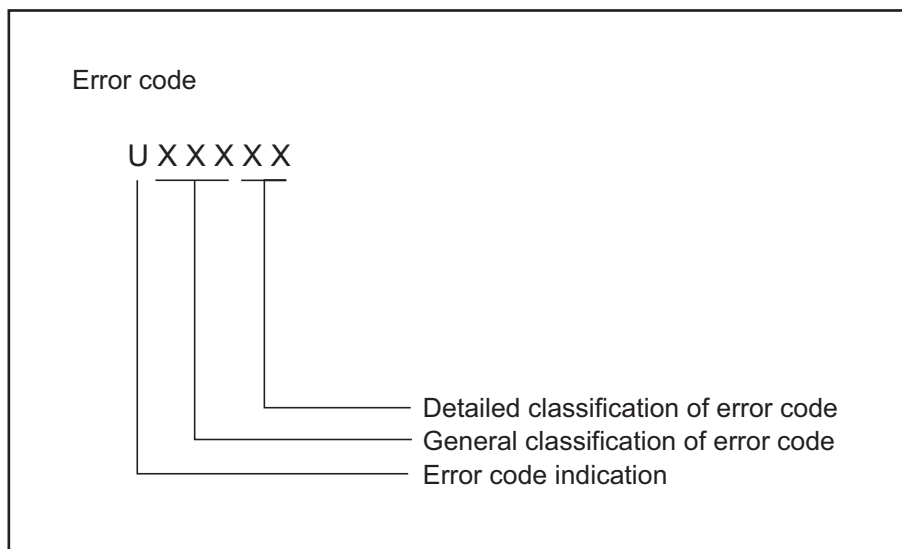 Error code
U X X X X X
Detailed classification of error code
General classification of error code
Error code indication